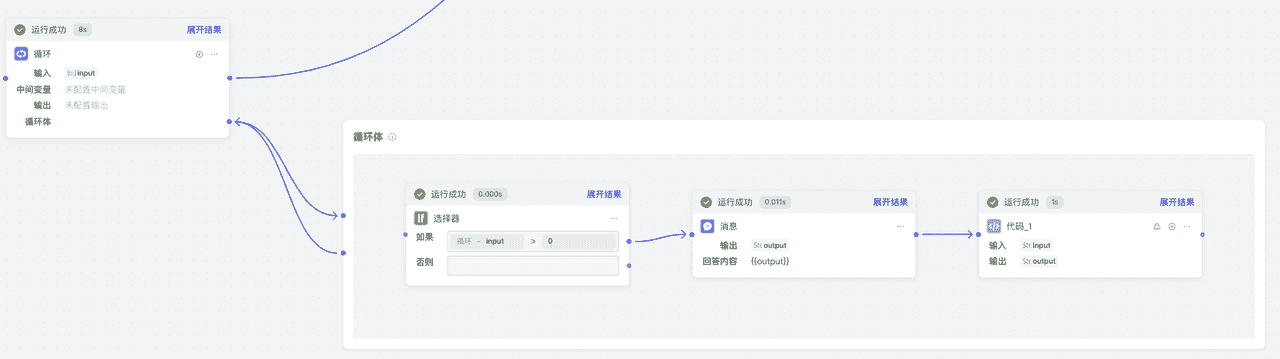 运行成功 8s 展开结果
循环
输入 input
中间变量 未配置中间变量
输出 未配置输出
循环体
循环体
运行成功 0.000s 展开结果
选择器
如果 循环 - input > 0
否则
运行成功 0.011s 展开结果
消息
输出 Str. output
回答内容 {{output}}
运行成功 1s 展开结果
代码_1
输入 Str. input
输出 Str. output